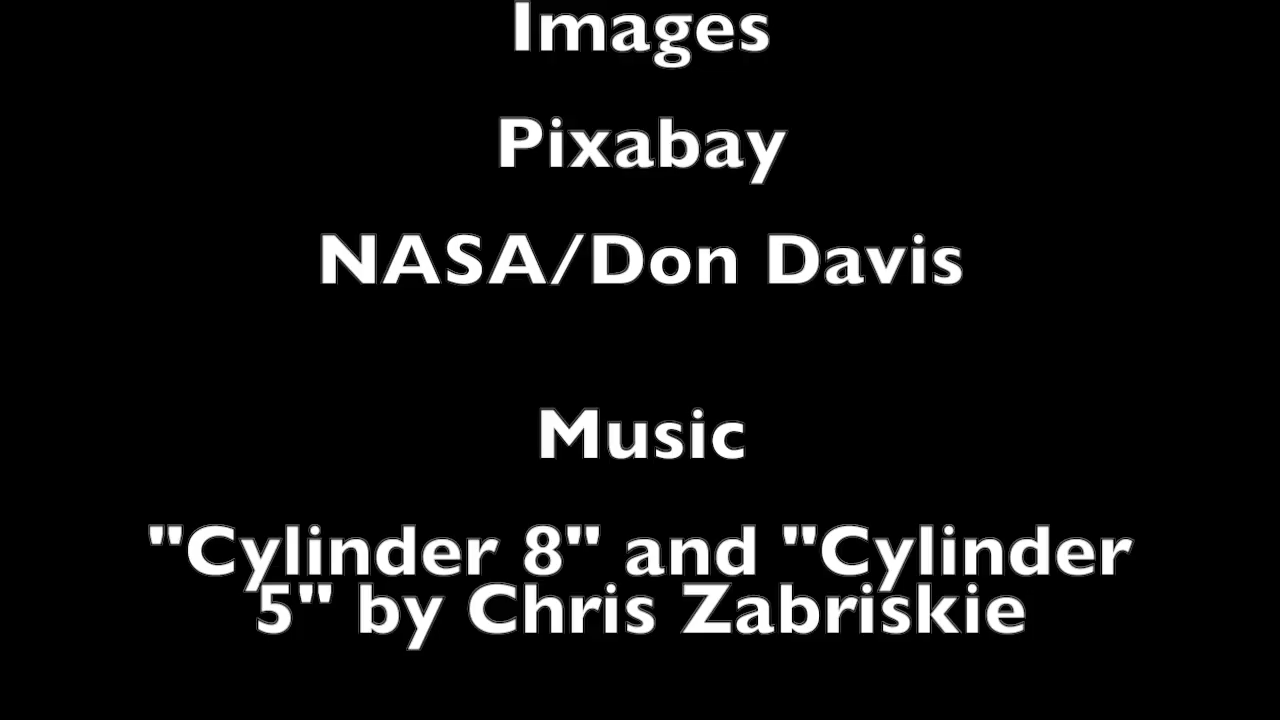 Images
Pixabay
NASA/Don Davis
Music
"Cylinder 8" and "Cylinder
5" by Chris Zabriskie